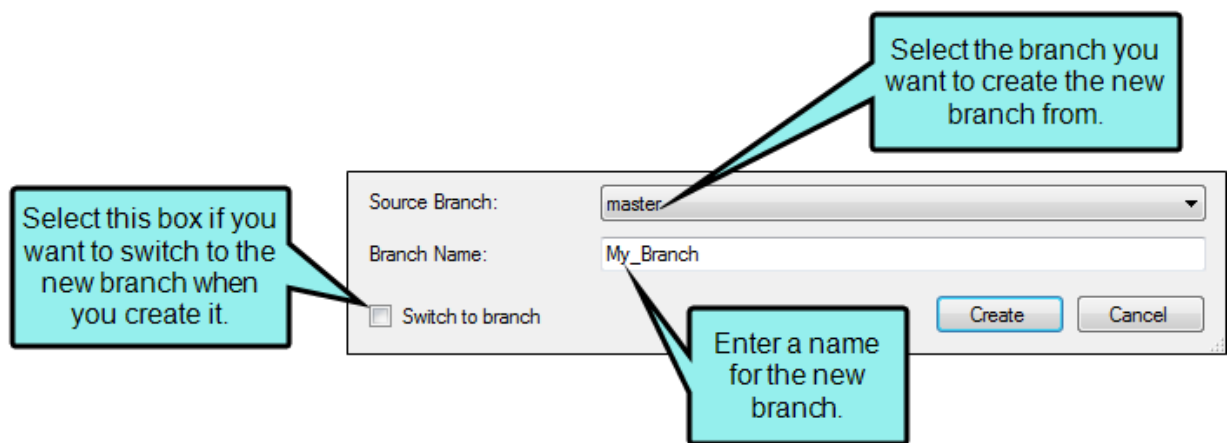 Select the branch you
want to create the new
branch from.
Select this box if you
want to switch to the
new branch when
you create it.
Source Branch:
master
Branch Name:
My_Branch
Switch to branch
Create
Cancel
Enter a name
for the new
branch.